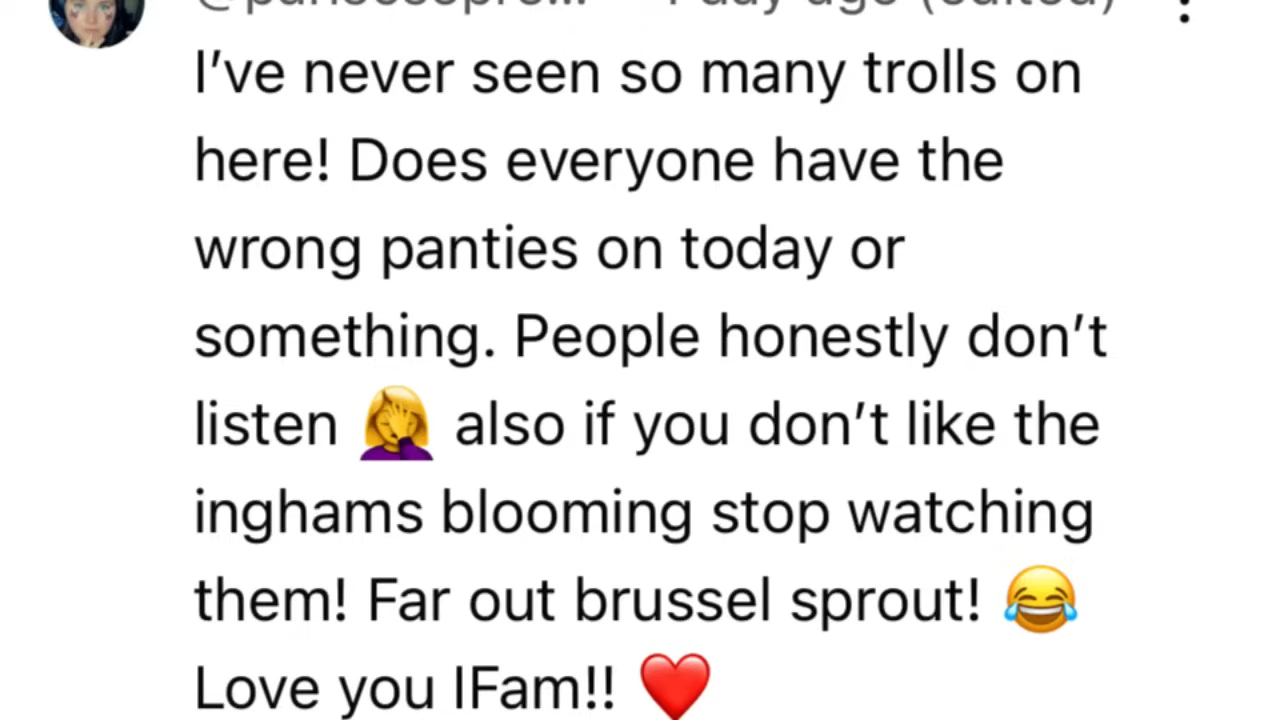 I’ve never seen so many trolls on
here! Does everyone have the
wrong panties on today or
something. People honestly don’t
listen 🤦‍♀️ also if you don’t like the
inghams blooming stop watching
them! Far out brussel sprout! 😂
Love you IFam!! ❤️